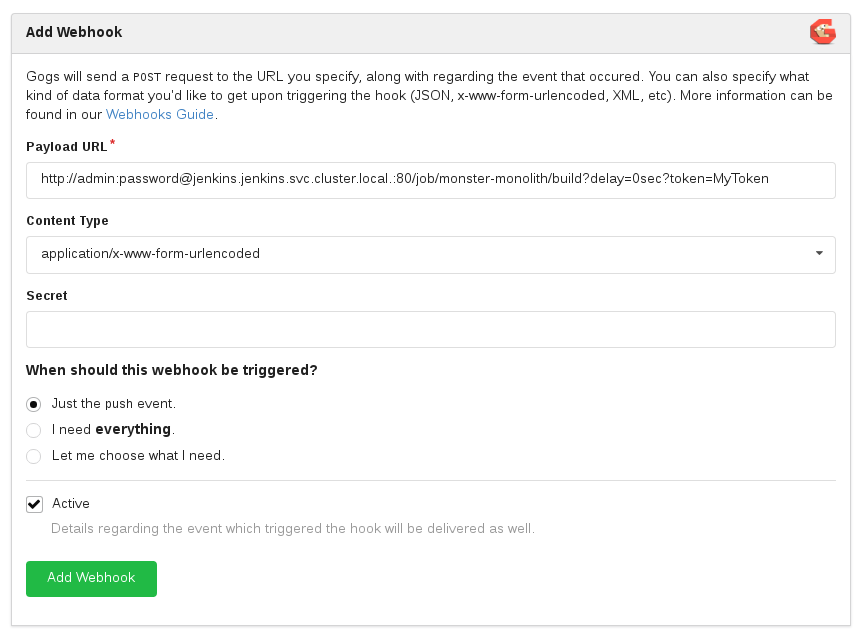 Add Webhook
Gogs will send a POST request to the URL you specify, along with regarding the event that occured. You can also specify what
kind of data format you'd like to get upon triggering the hook (JSON, x-www-form-urlencoded, XML, etc). More information can be
found in our Webhooks Guide.
Payload URL*
http://admin:password@jenkins.jenkins.svc.cluster.local.:80/job/monster-monolith/build?delay=0sec?token=MyToken
Content Type
application/x-www-form-urlencoded
Secret
When should this webhook be triggered?
Just the push event.
I need everything.
Let me choose what I need.
Active
Details regarding the event which triggered the hook will be delivered as well.
Add Webhook